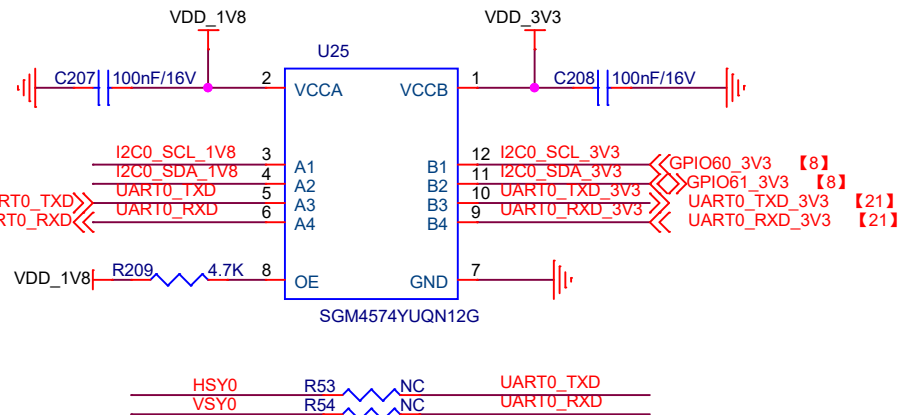 VDD_1V8 VDD_3V3
U25
C207 100nF/16V 2 VCCA VCCB 1 C208 100nF/16V
I2C0_SCL_1V8 3 A1 B1 12 I2C0_SCL_3V3 GPIO60_3V3 【8】
I2C0_SDA_1V8 4 A2 B2 11 I2C0_SDA_3V3 GPIO61_3V3 【8】
RT0_TXD UART0_TXD 5 A3 B3 10 UART0_TXD_3V3 UART0_TXD_3V3 【21】
RT0_RXD UART0_RXD 6 A4 B4 9 UART0_RXD_3V3 UART0_RXD_3V3 【21】
VDD_1V8 R209 4.7K 8 OE GND 7
SGM4574YUQN12G
HSY0 R53 NC UART0_TXD
VSY0 R54 NC UART0_RXD